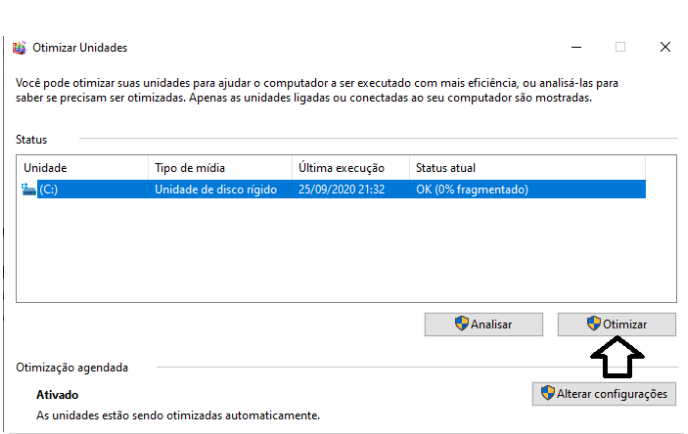 Otimizar Unidades
Você pode otimizar suas unidades para ajudar o computador a ser executado com mais eficiência, ou analisá-las para
saber se precisam ser otimizadas. Apenas as unidades ligadas ou conectadas ao seu computador são mostradas.
Status
Unidade Tipo de mídia Última execução Status atual
(C:) Unidade de disco rígido 25/09/2020 21:32 OK (0% fragmentado)
Analisar Otimizar
Otimização agendada
Ativado Alterar configurações
As unidades estão sendo otimizadas automaticamente.